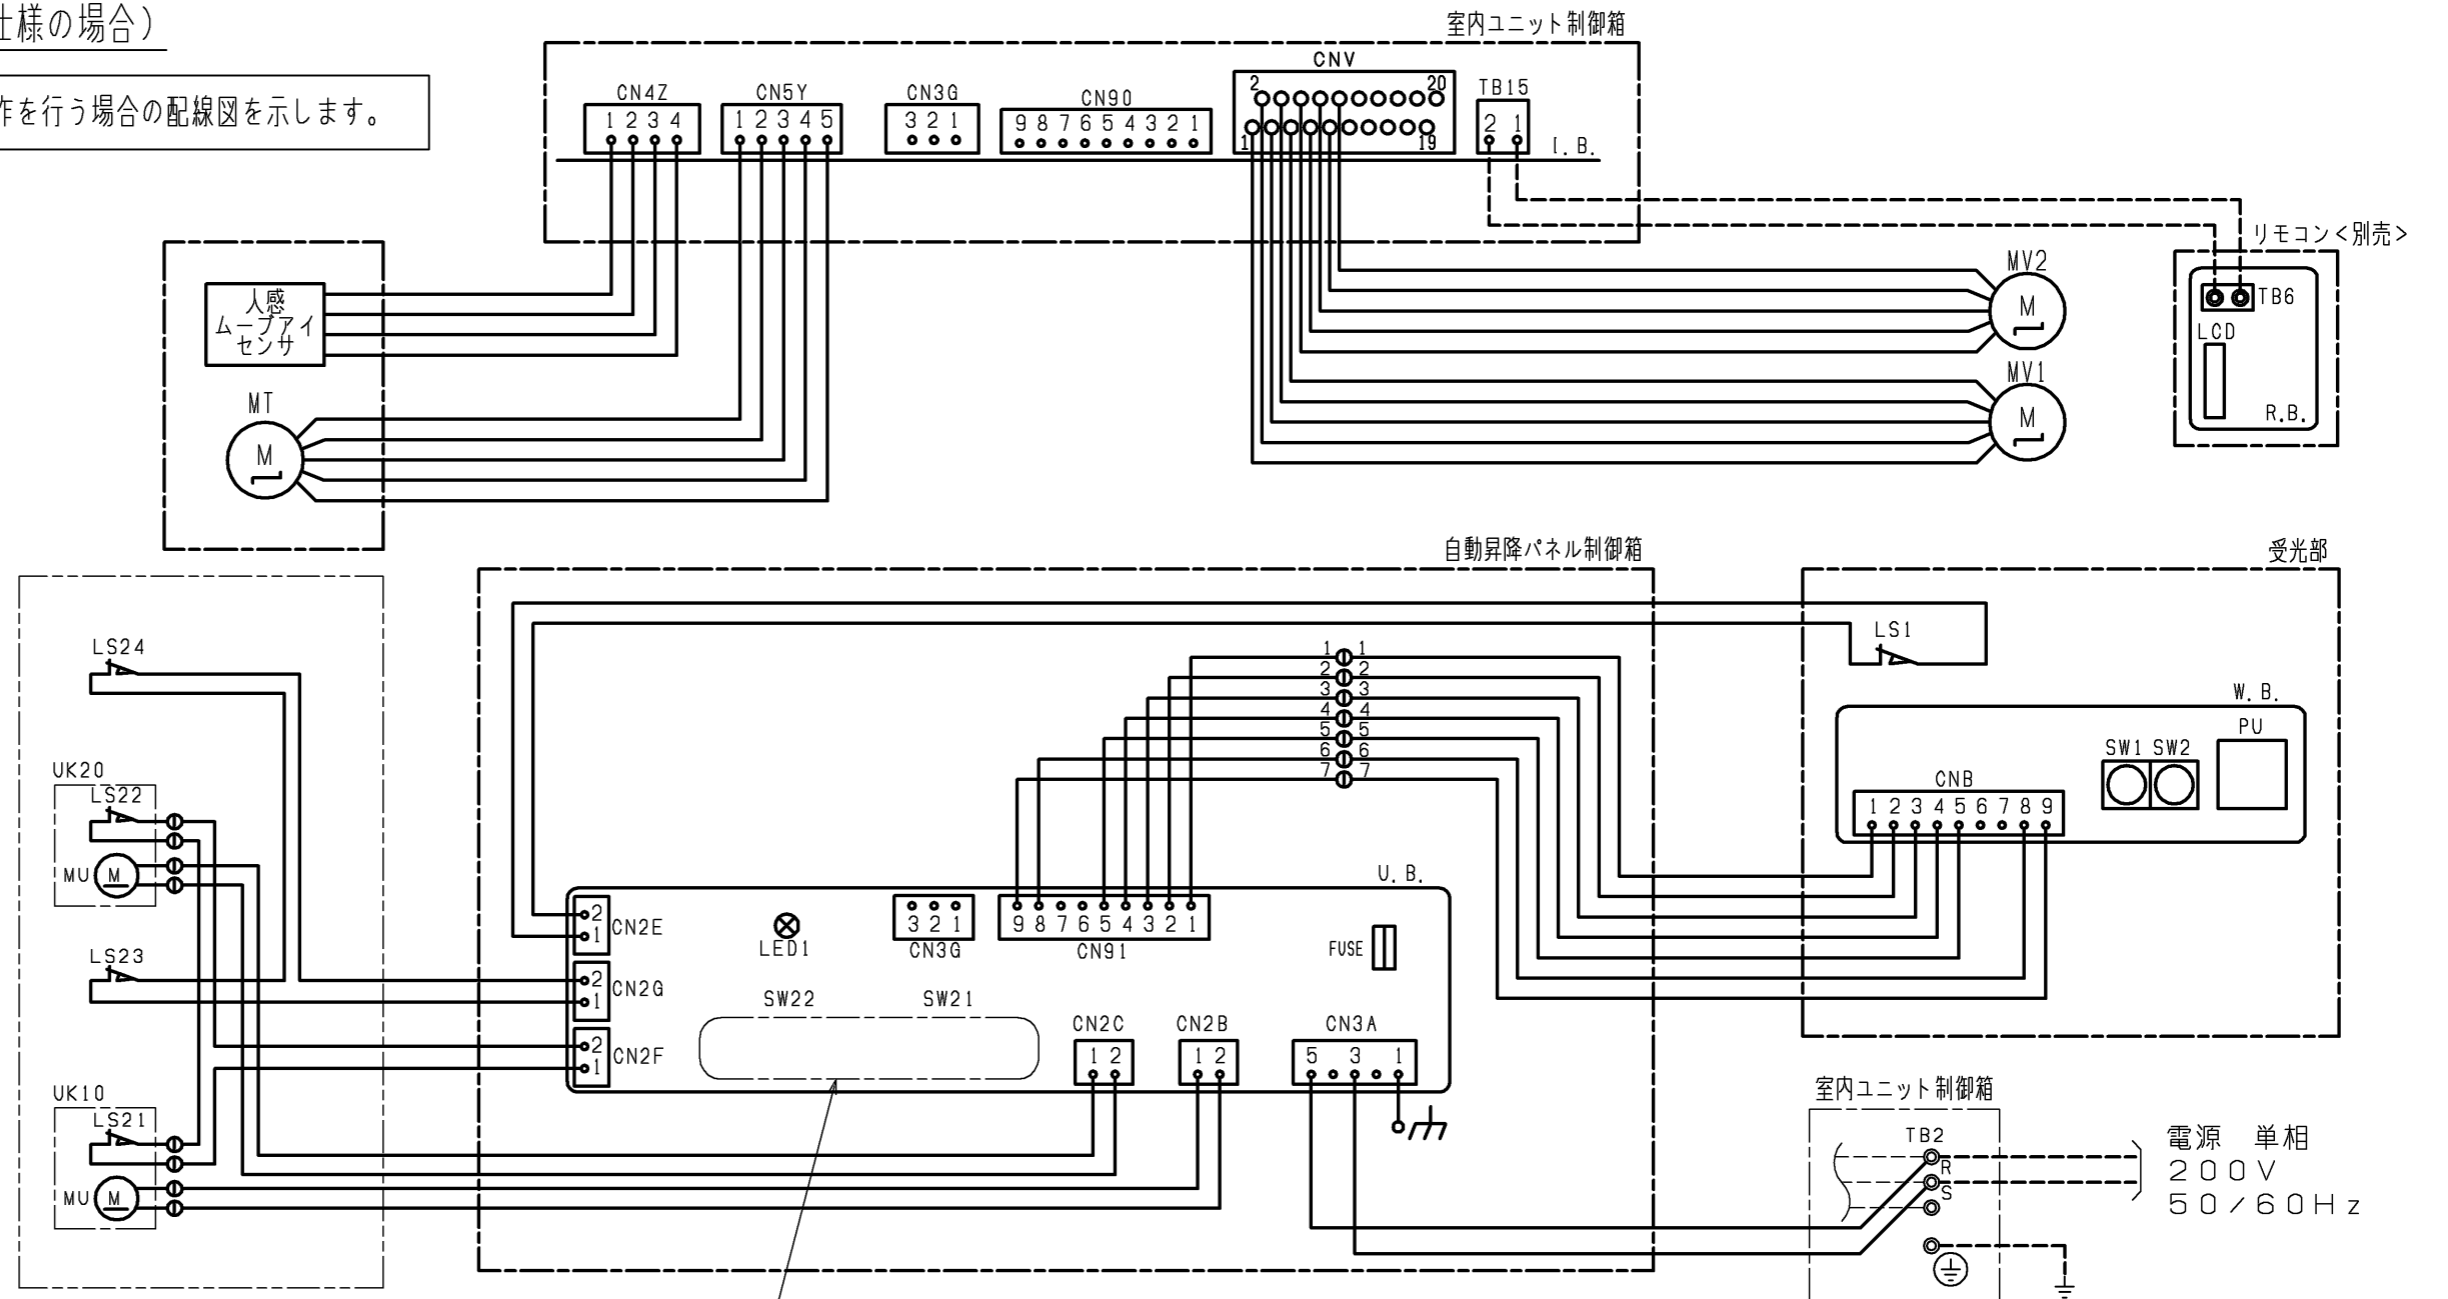 仕様の場合）
作を行う場合の配線図を示します。
室内ユニット制御箱
CN4Z
1 2 3 4
CN5Y
1 2 3 4 5
CN3G
3 2 1
CN90
9 8 7 6 5 4 3 2 1
CNV
2 20
1 19
TB15
2 1
I.B.
リモコン<別売>
TB6
LCD
R.B.
MV2
M
MV1
M
人感
ムーブアイ
センサ
MT
M
自動昇降パネル制御箱
受光部
LS24
UK20
LS22
MU M
LS23
UK10
LS21
MU M
1 1
2 2
3 3
4 4
5 5
6 6
7 7
LS1
W.B.
PU
SW1 SW2
CNB
1 2 3 4 5 6 7 8 9
U.B.
2
1
CN2E
2
1
CN2G
2
1
CN2F
LED1
3 2 1
CN3G
9 8 7 6 5 4 3 2 1
CN91
FUSE
SW22 SW21
CN2C
1 2
CN2B
1 2
CN3A
5 3 1
室内ユニット制御箱
TB2
R
S
電源 単相
200V
50/60Hz